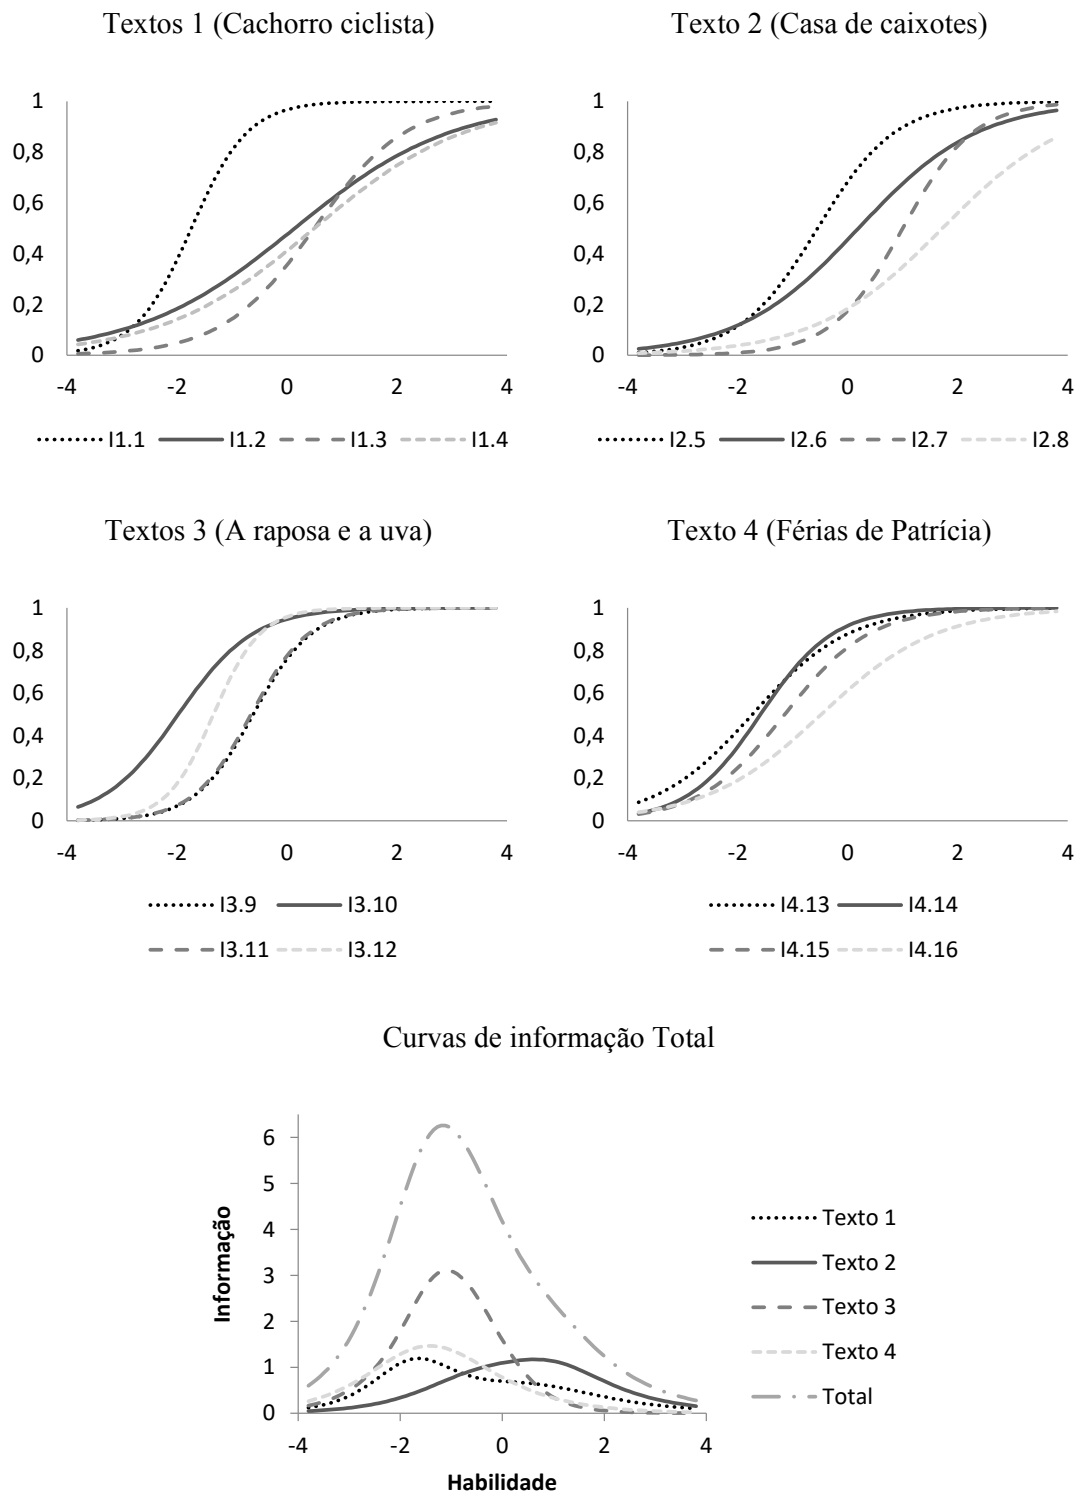 Textos 1 (Cachorro ciclista)
Texto 2 (Casa de caixotes)
1
0,8
0,6
0,4
0,2
0
-4 -2 0 2 4
I1.1 I1.2 I1.3 I1.4
1
0,8
0,6
0,4
0,2
0
-4 -2 0 2 4
I2.5 I2.6 I2.7 I2.8
Textos 3 (A raposa e a uva)
Texto 4 (Férias de Patrícia)
1
0,8
0,6
0,4
0,2
0
-4 -2 0 2 4
I3.9 I3.10
I3.11 I3.12
1
0,8
0,6
0,4
0,2
0
-4 -2 0 2 4
I4.13 I4.14
I4.15 I4.16
Curvas de informação Total
Informação
6
5
4
3
2
1
0
-4 -2 0 2 4
Habilidade
Texto 1
Texto 2
Texto 3
Texto 4
Total